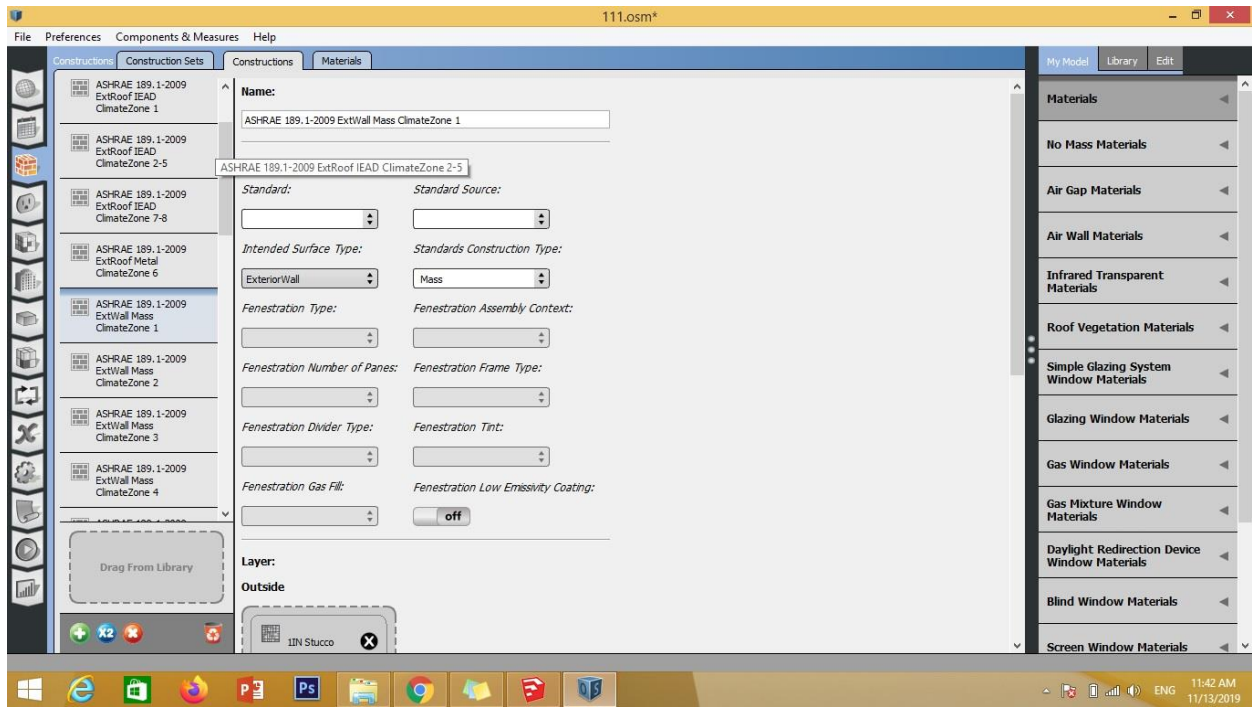 111.osm*
File Preferences Components & Measures Help
Constructions Construction Sets Constructions Materials
My Model Library Edit
ASHRAE 189.1-2009
ExtRoof IEAD
ClimateZone 1
ASHRAE 189.1-2009
ExtRoof IEAD
ClimateZone 2-5
ASHRAE 189.1-2009
ExtRoof IEAD
ClimateZone 7-8
ASHRAE 189.1-2009
ExtRoof Metal
ClimateZone 6
ASHRAE 189.1-2009
ExtWall Mass
ClimateZone 1
ASHRAE 189.1-2009
ExtWall Mass
ClimateZone 2
ASHRAE 189.1-2009
ExtWall Mass
ClimateZone 3
ASHRAE 189.1-2009
ExtWall Mass
ClimateZone 4
Drag From Library
X2
Name:
ASHRAE 189.1-2009 ExtWall Mass ClimateZone 1
ASHRAE 189.1-2009 ExtRoof IEAD ClimateZone 2-5
Standard: Standard Source:
Intended Surface Type: Standards Construction Type:
ExteriorWall Mass
Fenestration Type: Fenestration Assembly Context:
Fenestration Number of Panes: Fenestration Frame Type:
Fenestration Divider Type: Fenestration Tint:
Fenestration Gas Fill: Fenestration Low Emissivity Coating:
off
Layer:
Outside
1IN Stucco
Materials
No Mass Materials
Air Gap Materials
Air Wall Materials
Infrared Transparent
Materials
Roof Vegetation Materials
Simple Glazing System
Window Materials
Glazing Window Materials
Gas Window Materials
Gas Mixture Window
Materials
Daylight Redirection Device
Window Materials
Blind Window Materials
Screen Window Materials
Ps
ENG
11:42 AM
11/13/2019